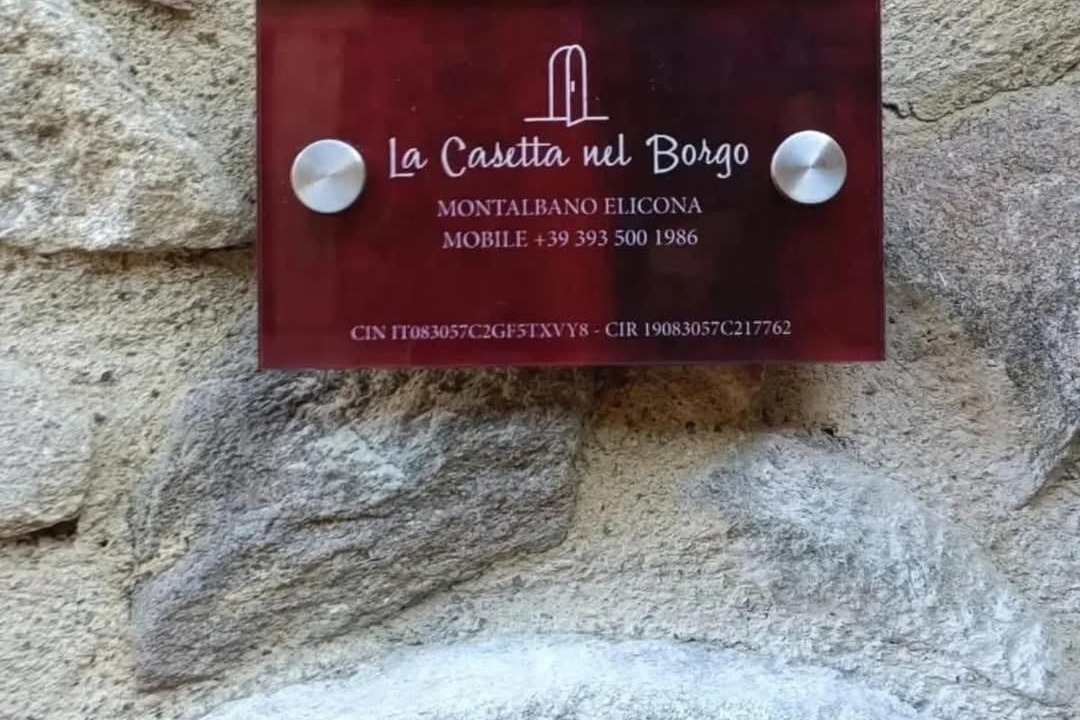 La Casetta nel Borgo
MONTALBANO ELICONA
MOBILE +39 393 500 1986
CIN IT083057C2GF5TXVY8 - CIR 19083057C217762